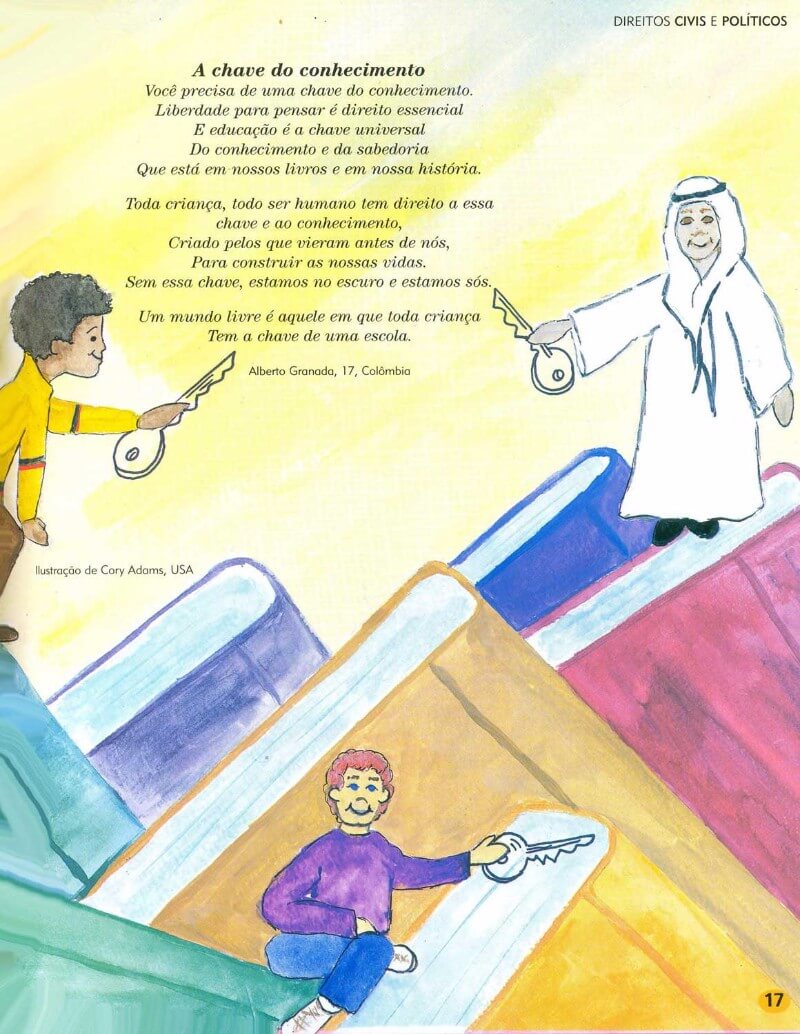 DIREITOS CIVIS E POLÍTICOS
A chave do conhecimento
Você precisa de uma chave do conhecimento.
Liberdade para pensar é direito essencial
E educação é a chave universal
Do conhecimento e da sabedoria
Que está em nossos livros e em nossa história.
Toda criança, todo ser humano tem direito a essa
chave e ao conhecimento,
Criado pelos que vieram antes de nós,
Para construir as nossas vidas.
Sem essa chave, estamos no escuro e estamos sós.
Um mundo livre é aquele em que toda criança
Tem a chave de uma escola.
Alberto Granada, 17, Colômbia
Ilustração de Cory Adams, USA
17